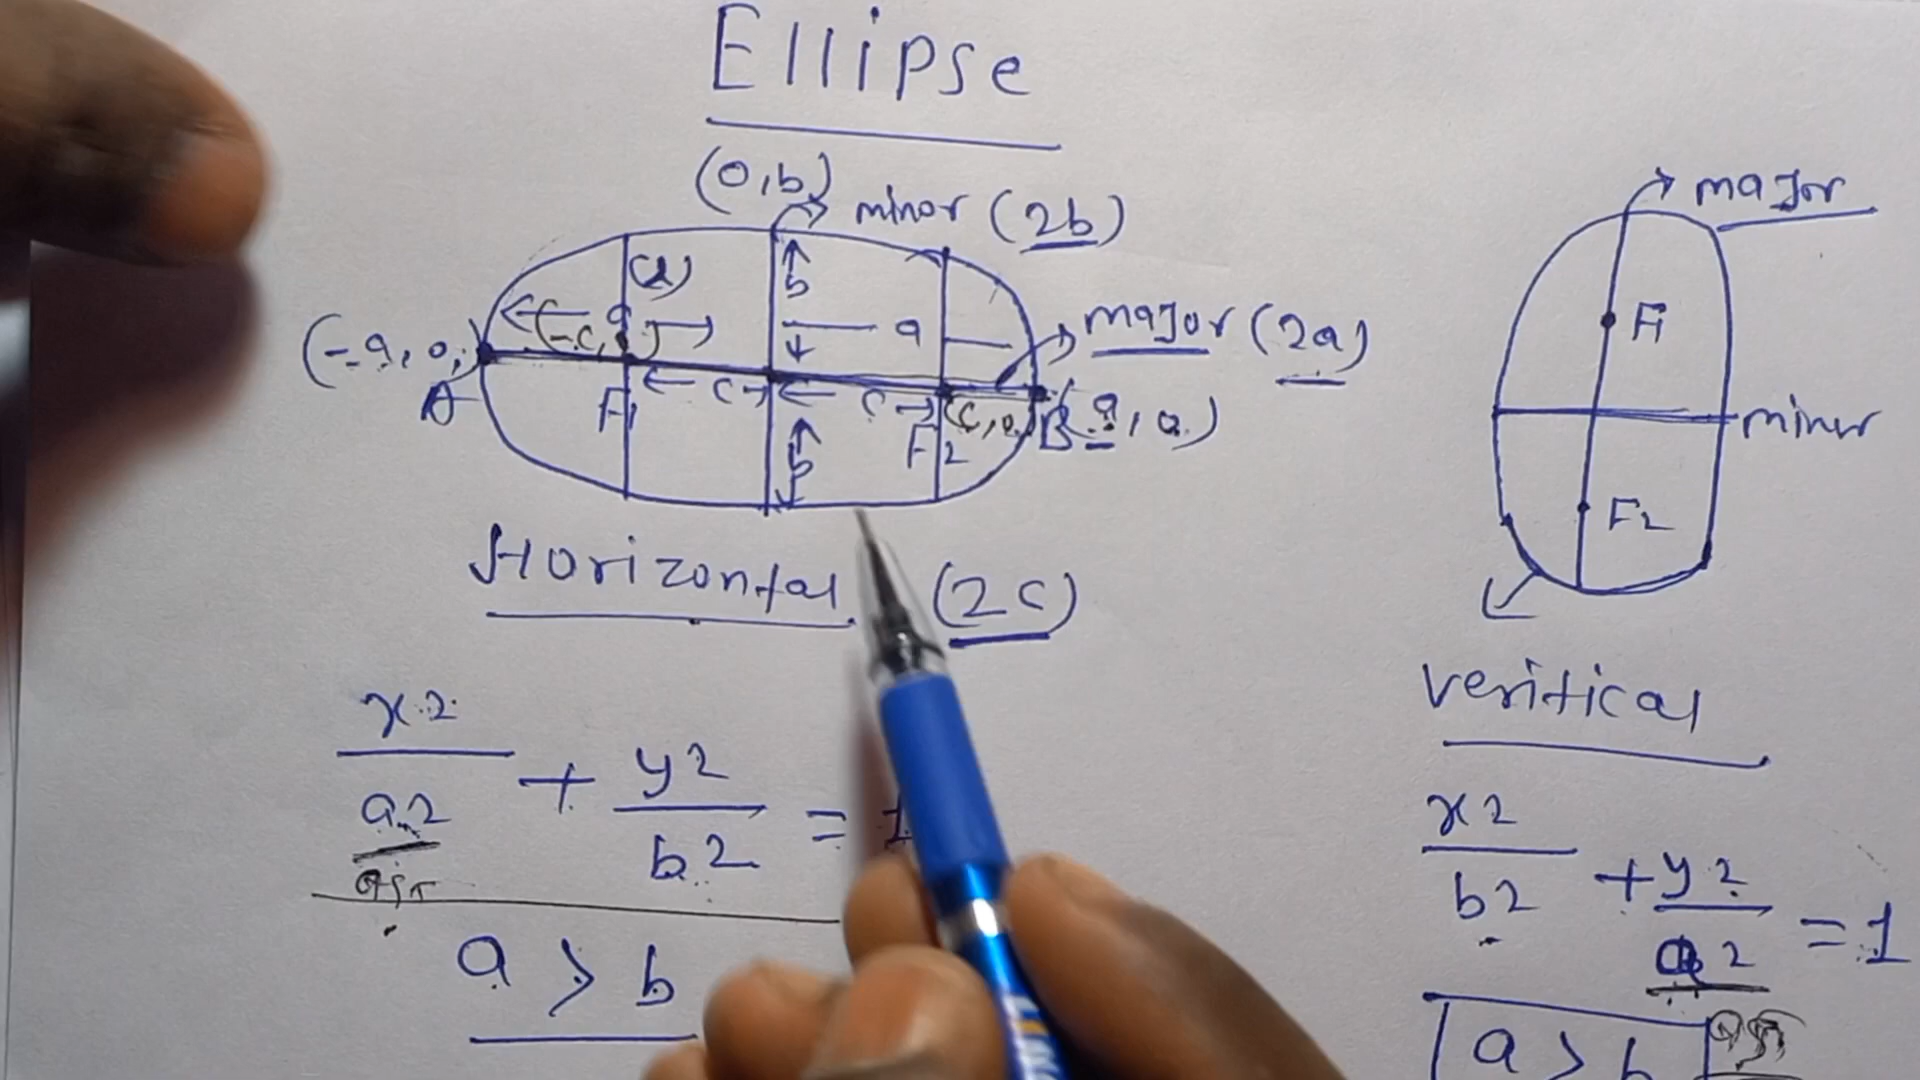 Ellipse
(0,b)
minor (2b)
b
a
major (2a)
(-a, 0,)
A
F1
c
c
(c,0)
B(a,0)
F2
b
Horizontal (2c)
x2
a2
+ y2
b2
= 1
a > b
major
F1
minor
F2
veritical
x2
b2
+ y2
a2
= 1
a > b